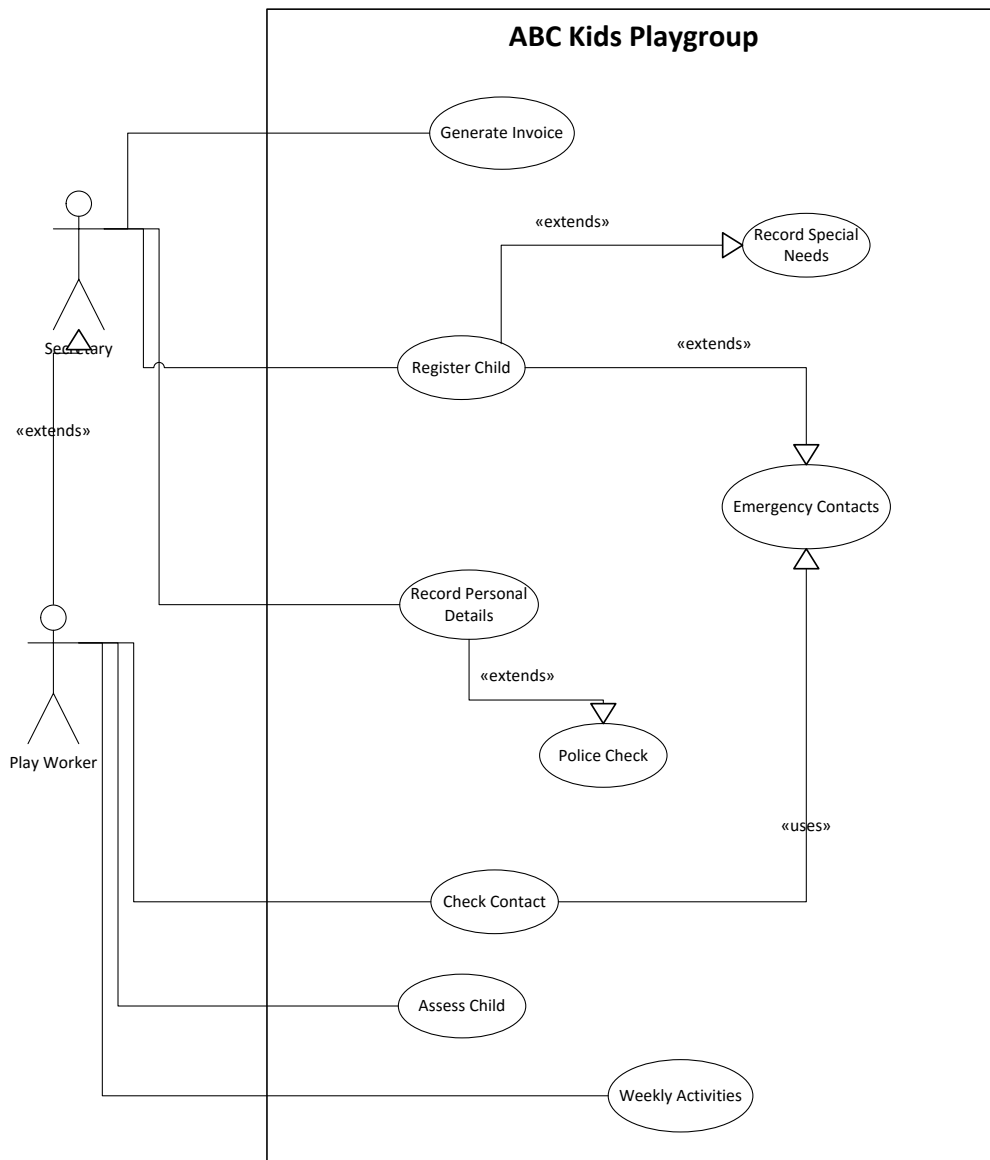 ABC Kids Playgroup
Generate Invoice
«extends»
Record Special
Needs
Secretary
Register Child
«extends»
«extends»
Emergency Contacts
Record Personal
Details
«extends»
Police Check
Play Worker
«uses»
Check Contact
Assess Child
Weekly Activities